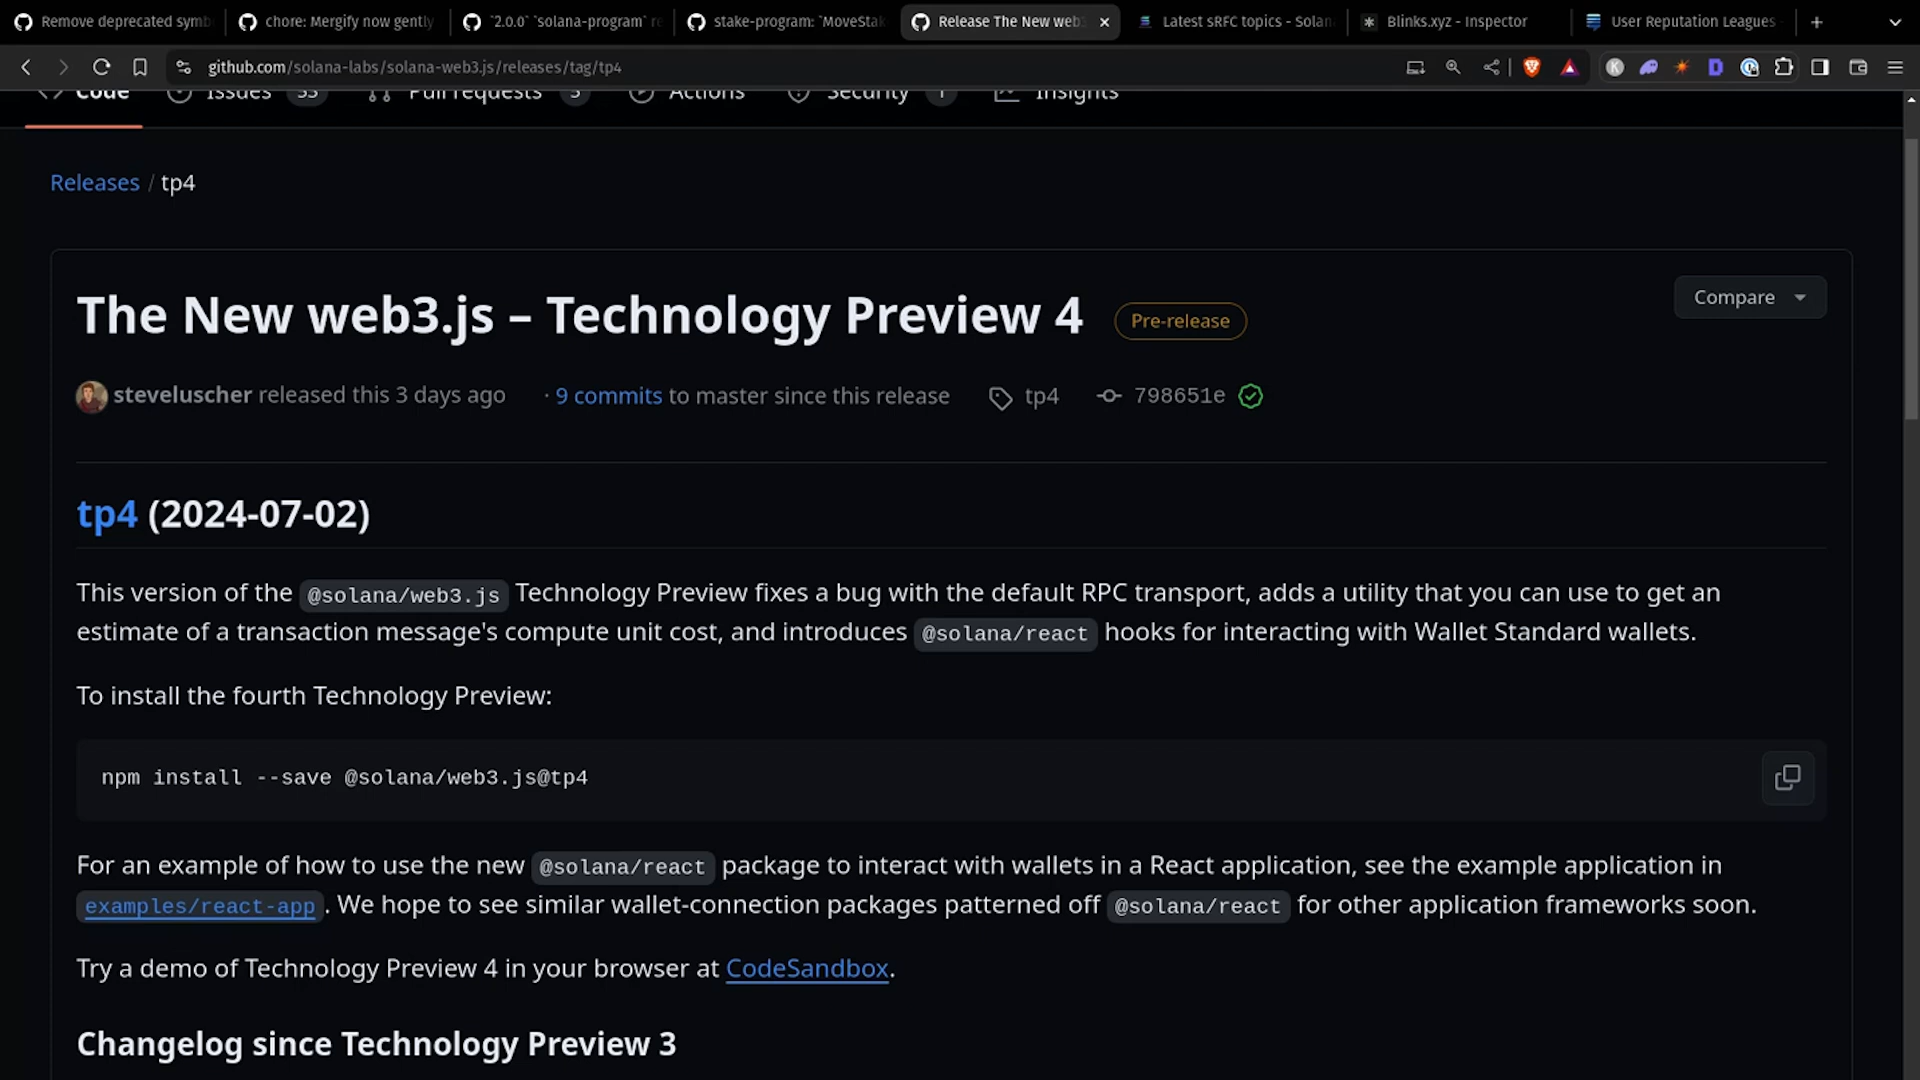 Remove deprecated symb
chore: Mergify now gently
`2.0.0` `solana-program` re
stake-program: `MoveStak
Release The New web3
Latest sRFC topics - Solan
Blinks.xyz - Inspector
User Reputation Leagues
github.com/solana-labs/solana-web3.js/releases/tag/tp4
Code
Issues 53
Pull requests 5
Actions
Security 1
Insights
Releases / tp4
The New web3.js – Technology Preview 4 Pre-release
Compare
steveluscher released this 3 days ago · 9 commits to master since this release tp4 798651e
tp4 (2024-07-02)
This version of the @solana/web3.js Technology Preview fixes a bug with the default RPC transport, adds a utility that you can use to get an
estimate of a transaction message's compute unit cost, and introduces @solana/react hooks for interacting with Wallet Standard wallets.
To install the fourth Technology Preview:
npm install --save @solana/web3.js@tp4
For an example of how to use the new @solana/react package to interact with wallets in a React application, see the example application in
examples/react-app. We hope to see similar wallet-connection packages patterned off @solana/react for other application frameworks soon.
Try a demo of Technology Preview 4 in your browser at CodeSandbox.
Changelog since Technology Preview 3